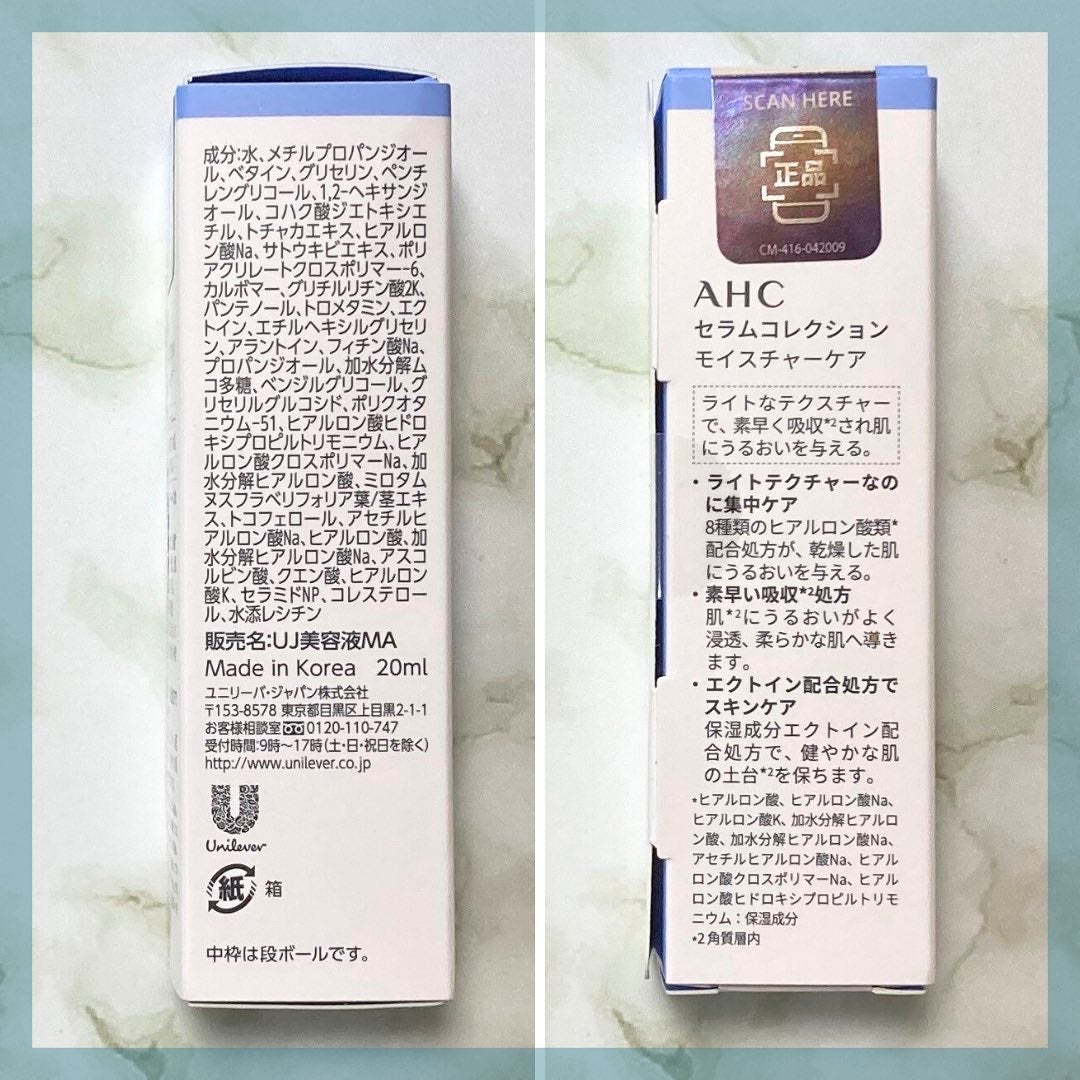 成分:水、メチルプロパンジオー
ル、ベタイン、グリセリン、ペンチ
レングリコール、1,2-ヘキサンジ
オール、コハク酸ジエトキシエ
チル、トチャカエキス、ヒアルロ
ン酸Na、サトウキビエキス、ポリ
アクリレートクロスポリマー-6、
カルボマー、グリチルリチン酸2K、
パンテノール、トロメタミン、エク
トイン、エチルヘキシルグリセリ
ン、アラントイン、フィチン酸Na、
プロパンジオール、加水分解ム
コ多糖、ベンジルグリコール、グ
リセリルグルコシド、ポリクオタ
ニウム-51、ヒアルロン酸ヒドロ
キシプロピルトリモニウム、ヒア
ルロン酸クロスポリマーNa、加
水分解ヒアルロン酸、ミロタム
ヌスフラベリフォリア葉/茎エキ
ス、トコフェロール、アセチルヒ
アルロン酸Na、ヒアルロン酸、加
水分解ヒアルロン酸Na、アスコ
ルビン酸、クエン酸、ヒアルロン
酸K、セラミドNP、コレステロー
ル、水添レシチン
販売名:UJ美容液MA
Made in Korea 20ml
ユニリーバ・ジャパン株式会社
〒153-8578 東京都目黒区上目黒2-1-1
お客様相談室 0120-110-747
受付時間:9時〜17時(土・日・祝日を除く)
http://www.unilever.co.jp
Unilever
紙 箱
中枠は段ボールです。
SCAN HERE
正品
CM-416-042009
AHC
セラムコレクション
モイスチャーケア
ライトなテクスチャー
で、素早く吸収*2され肌
にうるおいを与える。
・ライトテクチャーなの
に集中ケア
8種類のヒアルロン酸類*
配合処方が、乾燥した肌
にうるおいを与える。
・素早い吸収*2処方
肌*2にうるおいがよく
浸透、柔らかな肌へ導き
ます。
・エクトイン配合処方で
スキンケア
保湿成分エクトイン配
合処方で、健やかな肌
の土台*2を保ちます。
*ヒアルロン酸、ヒアルロン酸Na、
ヒアルロン酸K、加水分解ヒアルロ
ン酸、加水分解ヒアルロン酸Na、
アセチルヒアルロン酸Na、ヒアル
ロン酸クロスポリマーNa、ヒアル
ロン酸ヒドロキシプロピルトリモ
ニウム：保湿成分
*2 角質層内